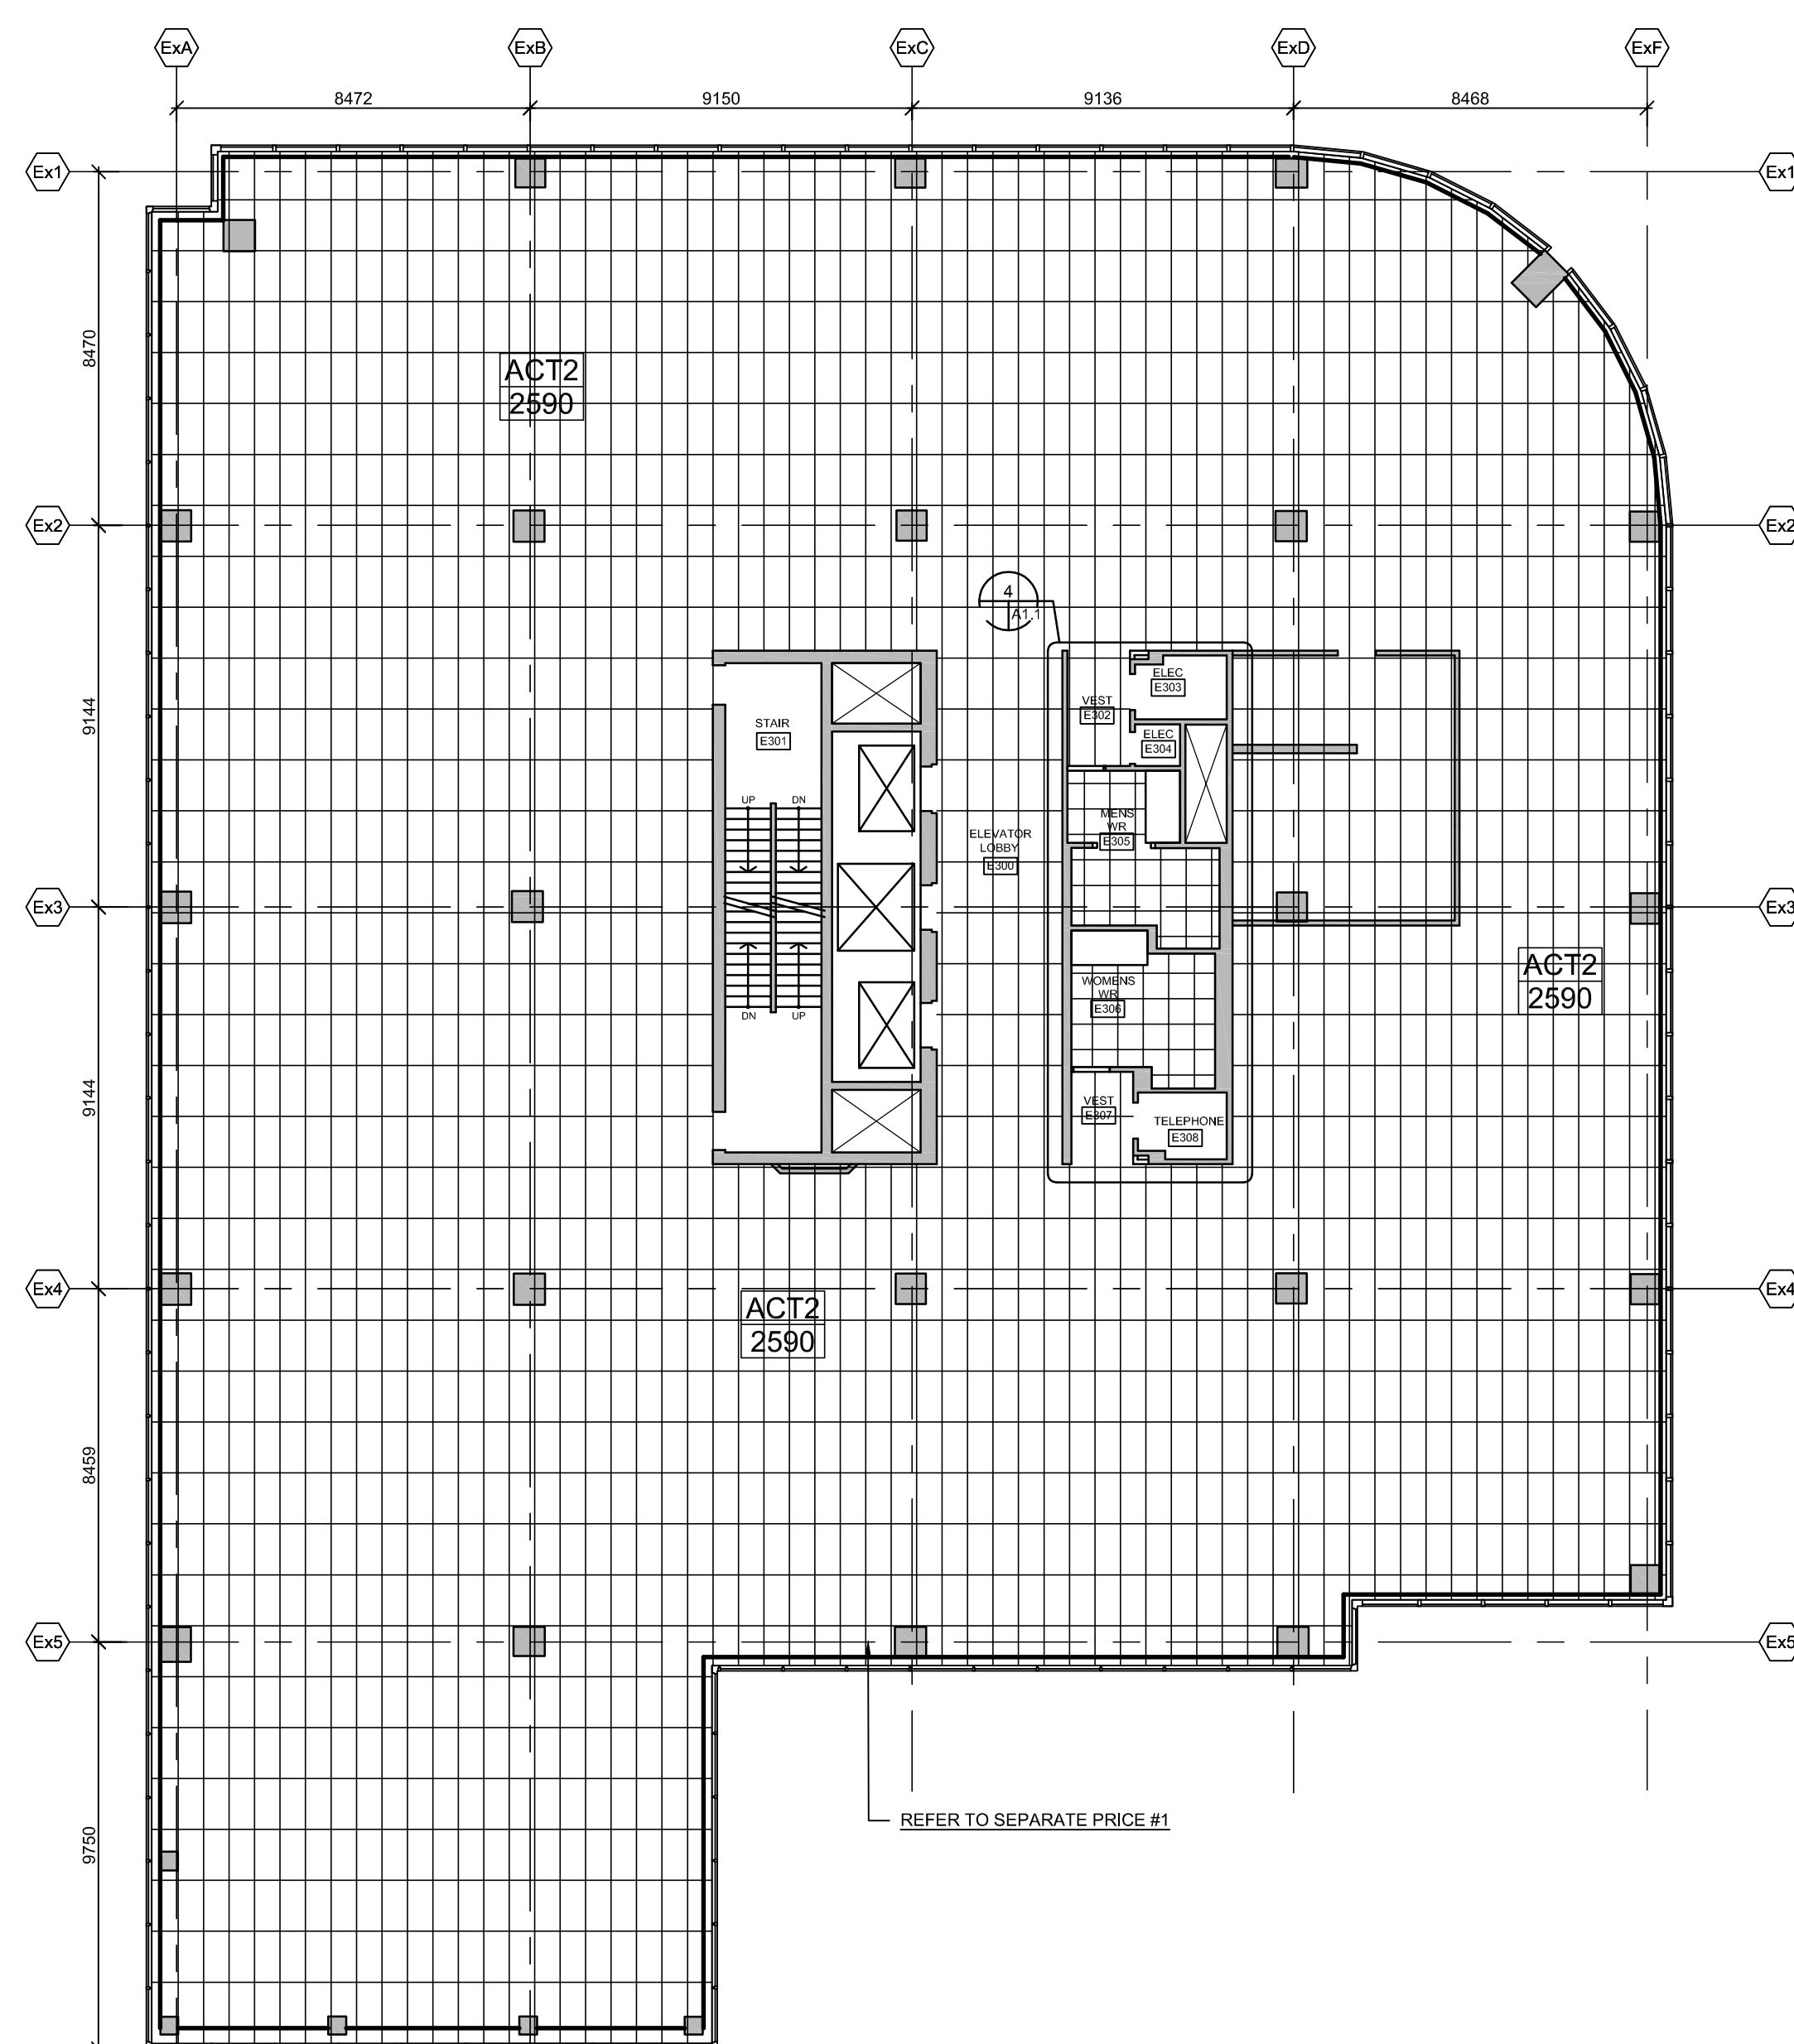 ExA
ExB
ExC
ExD
ExF
8472
9150
9136
8468
Ex1
Ex1
8470
ACT2
2590
Ex2
Ex2
4
A1.1
9144
ELEC
E303
VEST
E302
STAIR
E301
ELEC
E304
UP
DN
MENS
WR
E305
ELEVATOR
LOBBY
E300
Ex3
Ex3
ACT2
2590
WOMENS
WR
E306
DN
UP
9144
VEST
E307
TELEPHONE
E308
Ex4
Ex4
ACT2
2590
8459
Ex5
Ex5
REFER TO SEPARATE PRICE #1
9750